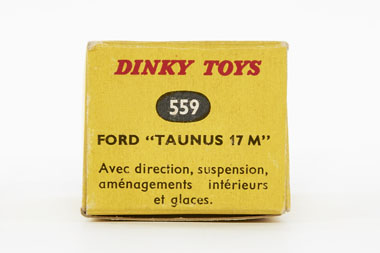 DINKY TOYS
559
FORD “TAUNUS 17 M”
Avec direction, suspension,
aménagements intérieurs
et glaces.